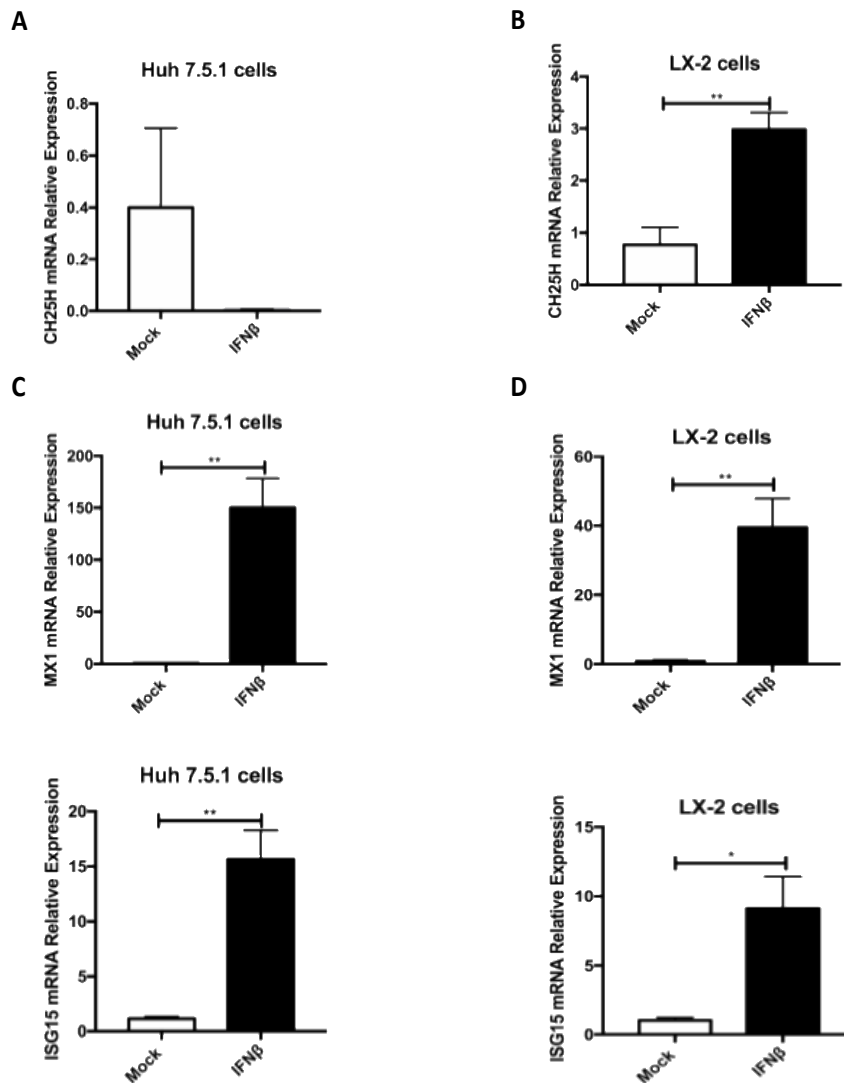 A
Huh 7.5.1 cells
CH25H mRNA Relative Expression
0.8
0.6
0.4
0.2
0.0
Mock
IFNβ
B
LX-2 cells
CH25H mRNA Relative Expression
4
3
2
1
0
**
Mock
IFNβ
C
Huh 7.5.1 cells
MX1 mRNA Relative Expression
200
150
100
50
0
**
Mock
IFNβ
D
LX-2 cells
MX1 mRNA Relative Expression
60
40
20
0
**
Mock
IFNβ
Huh 7.5.1 cells
ISG15 mRNA Relative Expression
20
15
10
5
0
**
Mock
IFNβ
LX-2 cells
ISG15 mRNA Relative Expression
15
10
5
0
*
Mock
IFNβ